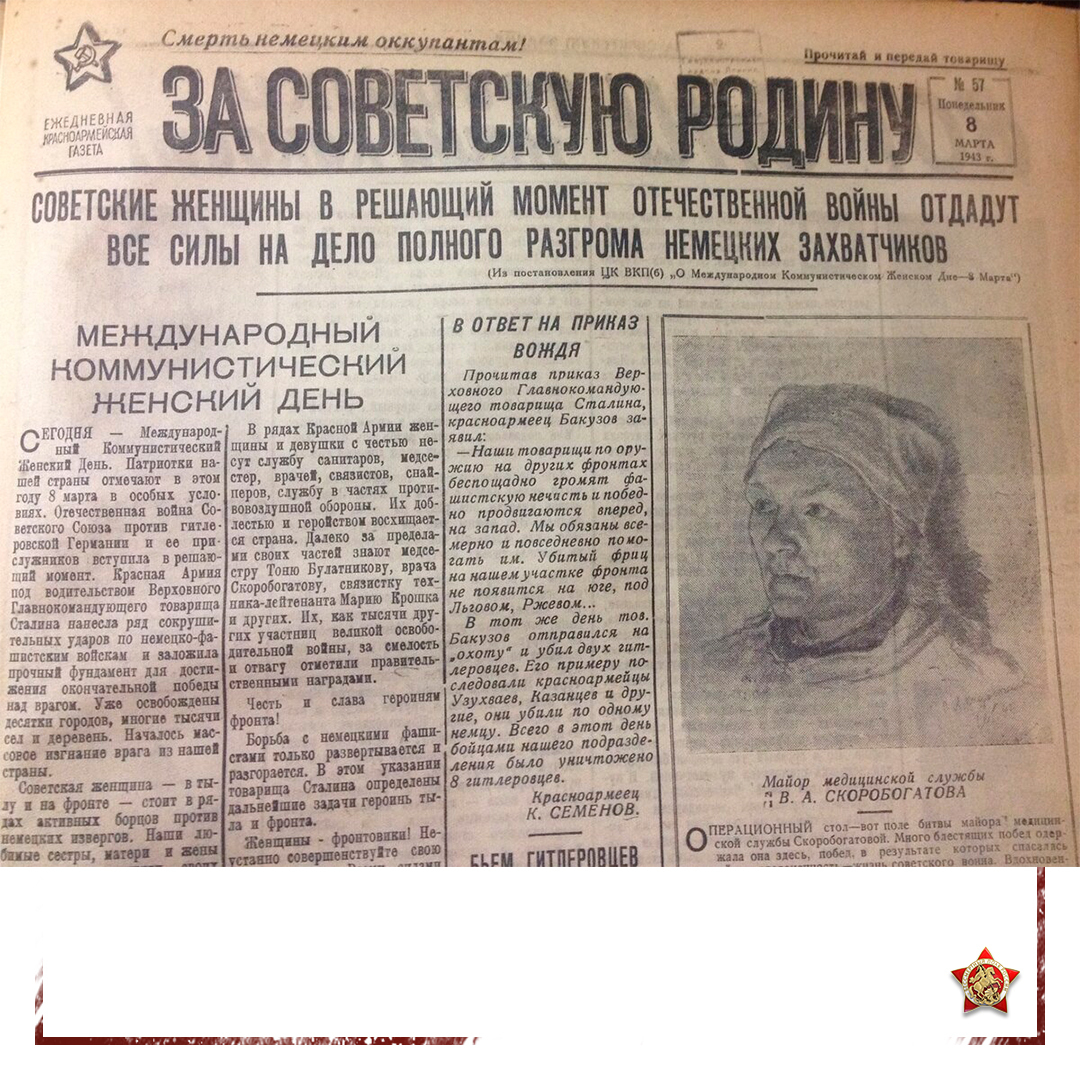 Смерть немецким оккупантам!
Прочитай и передай товарищу
ЕЖЕДНЕВНАЯ
КРАСНОАРМЕЙСКАЯ
ГАЗЕТА
ЗА СОВЕТСКУЮ РОДИНУ
№ 57
Понедельник
8
МАРТА
1943 г.
СОВЕТСКИЕ ЖЕНЩИНЫ В РЕШАЮЩИЙ МОМЕНТ ОТЕЧЕСТВЕННОЙ ВОЙНЫ ОТДАДУТ
ВСЕ СИЛЫ НА ДЕЛО ПОЛНОГО РАЗГРОМА НЕМЕЦКИХ ЗАХВАТЧИКОВ
(Из постановления ЦК ВКП(б) „О Международном Коммунистическом Женском Дне—8 Марта“)
МЕЖДУНАРОДНЫЙ
КОММУНИСТИЧЕСКИЙ
ЖЕНСКИЙ ДЕНЬ
СЕГОДНЯ — Международ-
ный Коммунистический
Женский День. Патриотки на-
шей страны отмечают в этом
году 8 марта в особых усло-
виях. Отечественная война Со-
ветского Союза против гитле-
ровской Германии и ее при-
служников вступила в решаю-
щий момент. Красная Армия
под водительством Верховного
Главнокомандующего товарища
Сталина нанесла ряд сокруши-
тельных ударов по немецко-фа-
шистским войскам и заложила
прочный фундамент для дости-
жения окончательной победы
над врагом. Уже освобождены
десятки городов, многие тысячи
сел и деревень. Началось мас-
совое изгнание врага из нашей
страны.
Советская женщина — в ты-
лу и на фронте — стоит в ря-
дах активных борцов против
немецких извергов. Наши лю-
бимые сестры, матери и жены
В рядах Красной Армии жен-
щины и девушки с честью не-
сут службу санитаров, медсе-
стер, врачей, связистов, снай-
перов, службу в частях проти-
вовоздушной обороны. Их доб-
лестью и геройством восхищает-
ся страна. Далеко за предела-
ми своих частей знают медсе-
стру Тоню Булатникову, врача
Скоробогатову, связистку тех-
ника-лейтенанта Марию Крошка
и других. Их, как тысячи дру-
гих участниц великой освобо-
дительной войны, за смелость
и отвагу отметили правитель-
ственными наградами.
Честь и слава героиням
фронта!
Борьба с немецкими фаши-
стами только развертывается и
разгорается. В этом указании
товарища Сталина определены
дальнейшие задачи героинь ты-
ла и фронта.
Женщины - фронтовики! Не-
устанно совершенствуйте свою
В ОТВЕТ НА ПРИКАЗ
ВОЖДЯ
Прочитав приказ Вер-
ховного Главнокомандую-
щего товарища Сталина,
красноармеец Бакузов за-
явил:
—Наши товарищи по ору-
жию на других фронтах
беспощадно громят фа-
шистскую нечисть и побед-
но продвигаются вперед,
на запад. Мы обязаны все-
мерно и повседневно помо-
гать им. Убитый фриц
на нашем участке фронта
не появится на юге, под
Льговом, Ржевом...
В тот же день тов.
Бакузов отправился на
„охоту“ и убил двух гит-
леровцев. Его примеру по-
следовали красноармейцы
Узухваев, Казанцев и дру-
гие, они убили по одному
немцу. Всего в этот день
бойцами нашего подразде-
ления было уничтожено
8 гитлеровцев.
Красноармеец
К. СЕМЕНОВ.
БЬЕМ ГИТЛЕРОВЦЕВ
Майор медицинской службы
В. А. СКОРОБОГАТОВА
ОПЕРАЦИОННЫЙ стол—вот поле битвы майора медицин-
ской службы Скоробогатовой. Много блестящих побед одер-
жала она здесь, побед, в результате которых спасалась
жизнь советского воина. Вдохновен-